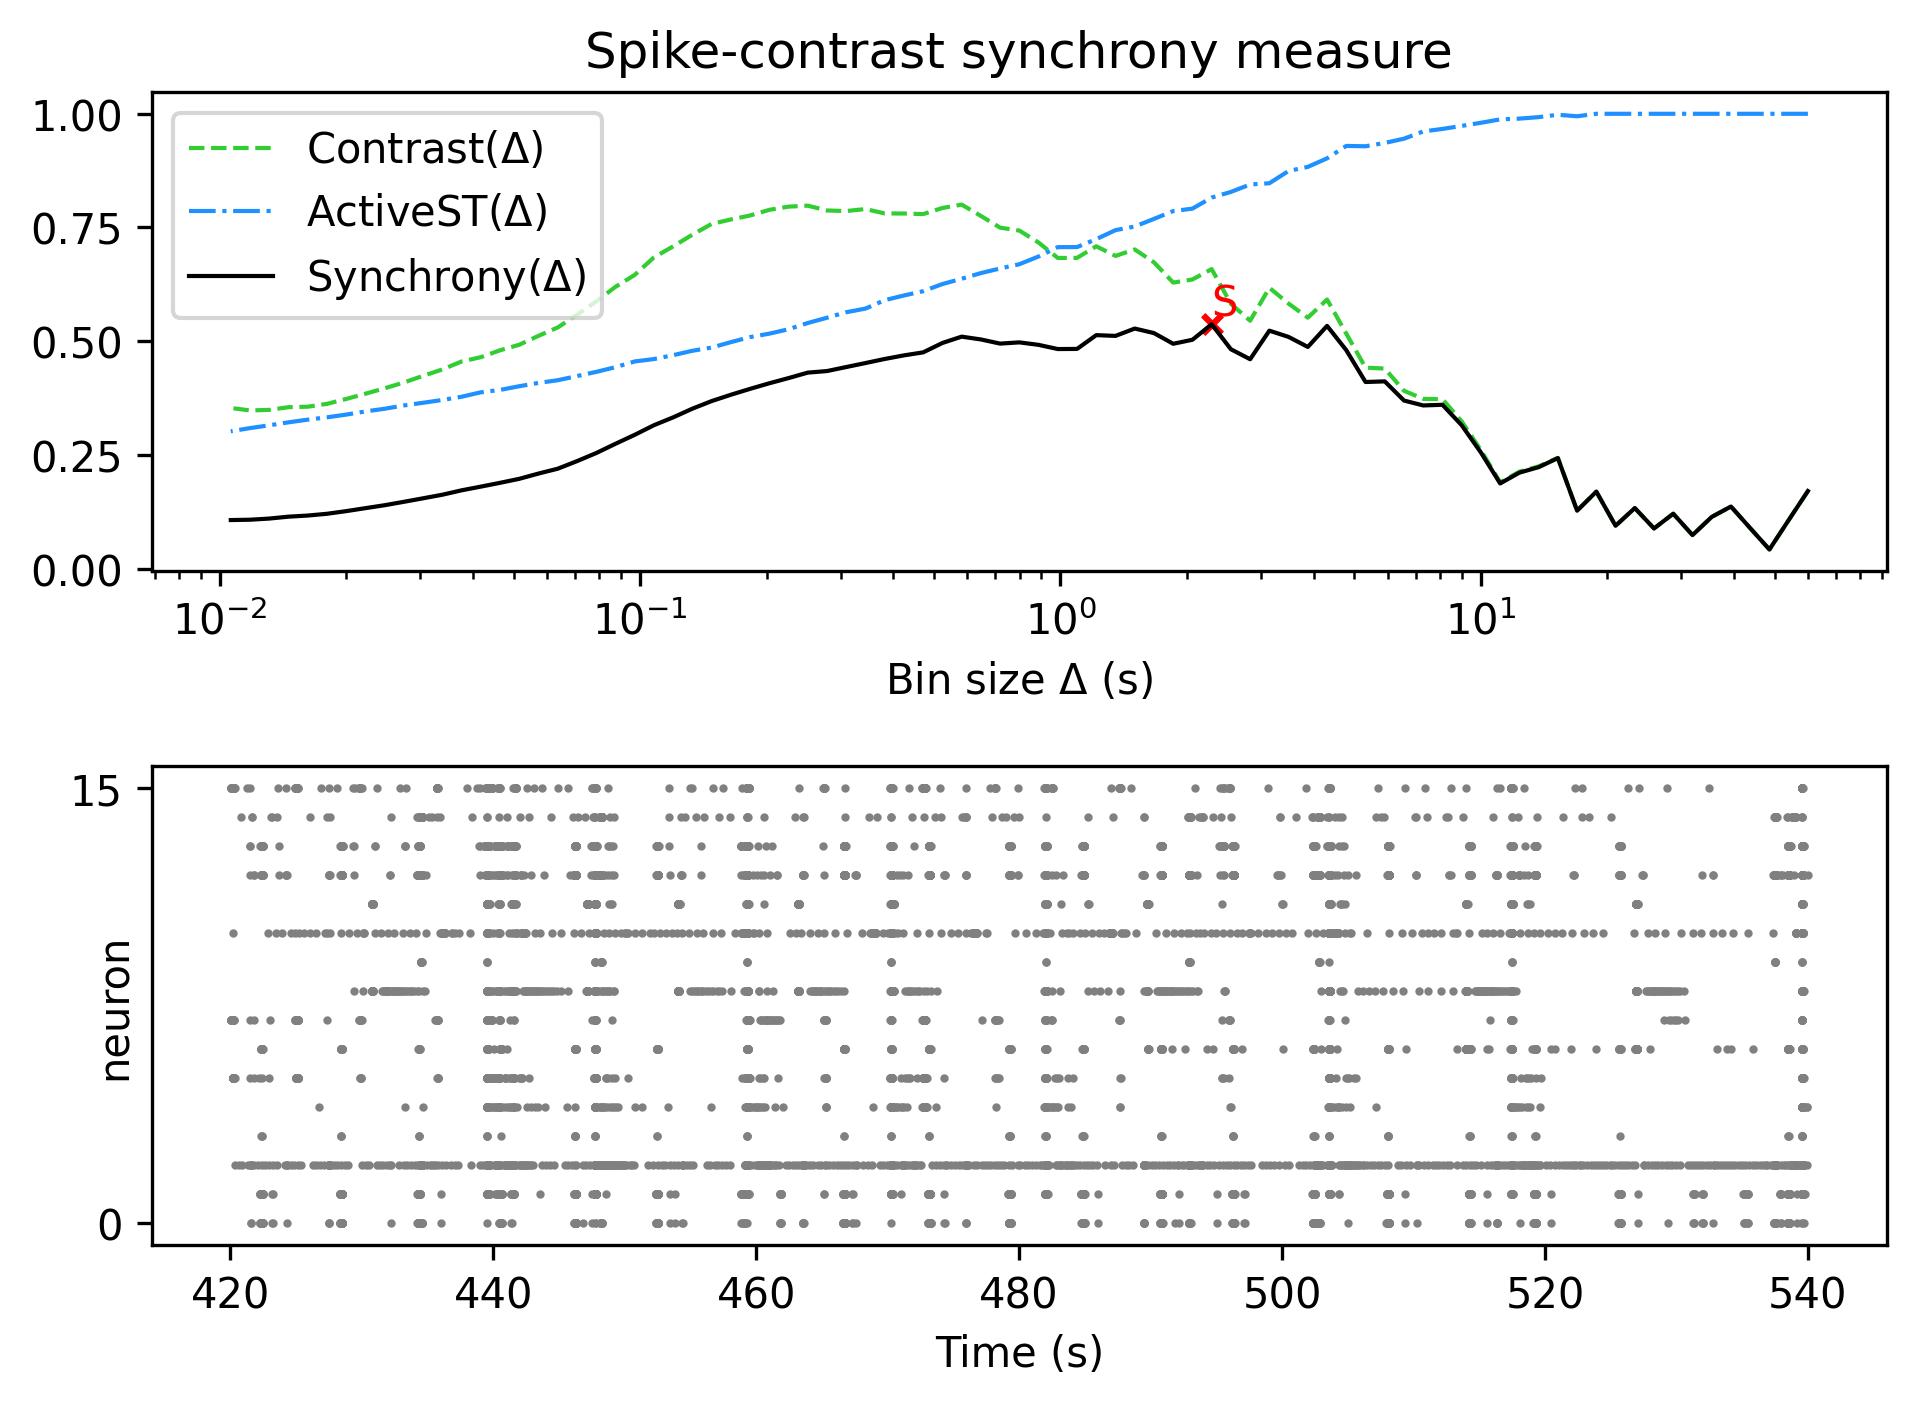 Spike-contrast synchrony measure
1.00
0.75
0.50
0.25
0.00
Contrast(Δ)
ActiveST(Δ)
Synchrony(Δ)
S
10⁻² 10⁻¹ 10⁰ 10¹
Bin size Δ (s)
15
0
neuron
420 440 460 480 500 520 540
Time (s)